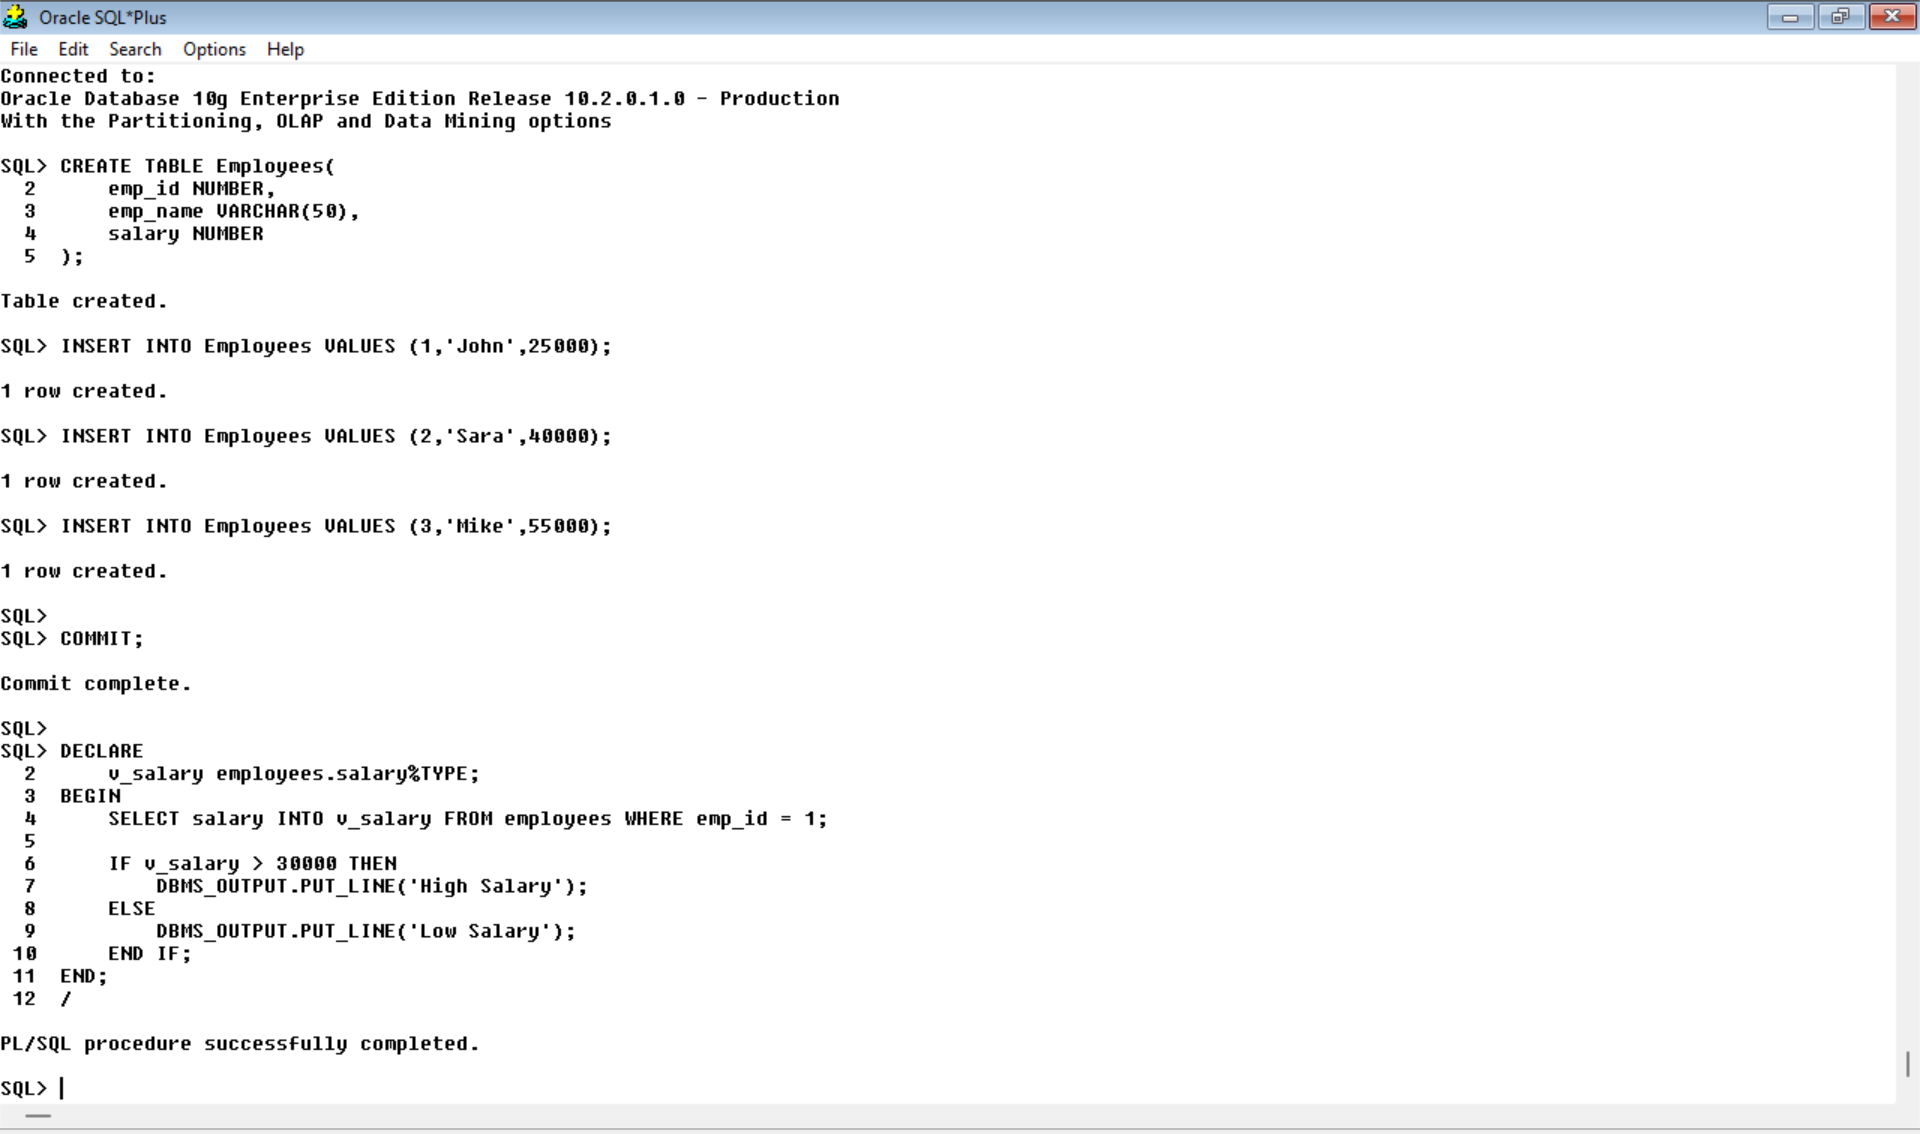 Oracle SQL*Plus
File Edit Search Options Help
Connected to:
Oracle Database 10g Enterprise Edition Release 10.2.0.1.0 - Production
With the Partitioning, OLAP and Data Mining options
SQL> CREATE TABLE Employees(
  2      emp_id NUMBER,
  3      emp_name VARCHAR(50),
  4      salary NUMBER
  5  );
Table created.
SQL> INSERT INTO Employees VALUES (1,'John',25000);
1 row created.
SQL> INSERT INTO Employees VALUES (2,'Sara',40000);
1 row created.
SQL> INSERT INTO Employees VALUES (3,'Mike',55000);
1 row created.
SQL>
SQL> COMMIT;
Commit complete.
SQL>
SQL> DECLARE
  2      v_salary employees.salary%TYPE;
  3  BEGIN
  4      SELECT salary INTO v_salary FROM employees WHERE emp_id = 1;
  5
  6      IF v_salary > 30000 THEN
  7          DBMS_OUTPUT.PUT_LINE('High Salary');
  8      ELSE
  9          DBMS_OUTPUT.PUT_LINE('Low Salary');
 10      END IF;
 11  END;
 12  /
PL/SQL procedure successfully completed.
SQL>